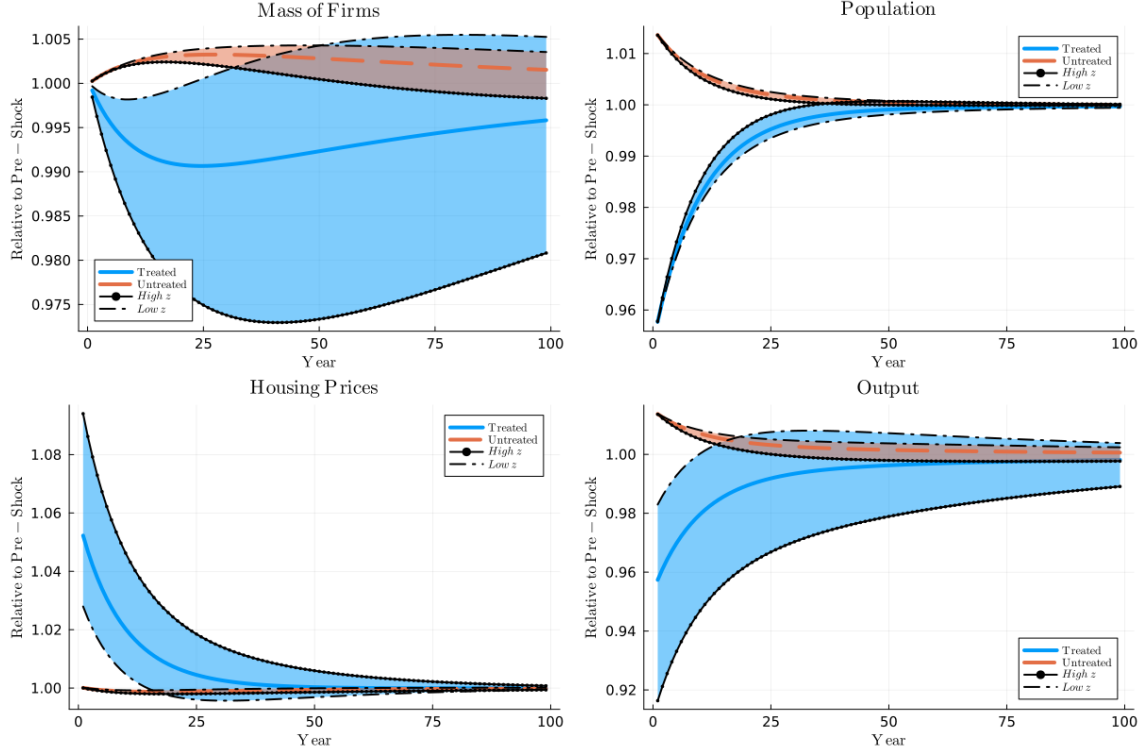 Mass of Firms
Relative to Pre − Shock
1.005
1.000
0.995
0.990
0.985
0.980
0.975
0 25 50 75 100
Year
Treated
Untreated
High z
Low z
Population
Relative to Pre − Shock
1.01
1.00
0.99
0.98
0.97
0.96
0 25 50 75 100
Year
Treated
Untreated
High z
Low z
Housing Prices
Relative to Pre − Shock
1.08
1.06
1.04
1.02
1.00
0 25 50 75 100
Year
Treated
Untreated
High z
Low z
Output
Relative to Pre − Shock
1.00
0.98
0.96
0.94
0.92
0 25 50 75 100
Year
Treated
Untreated
High z
Low z